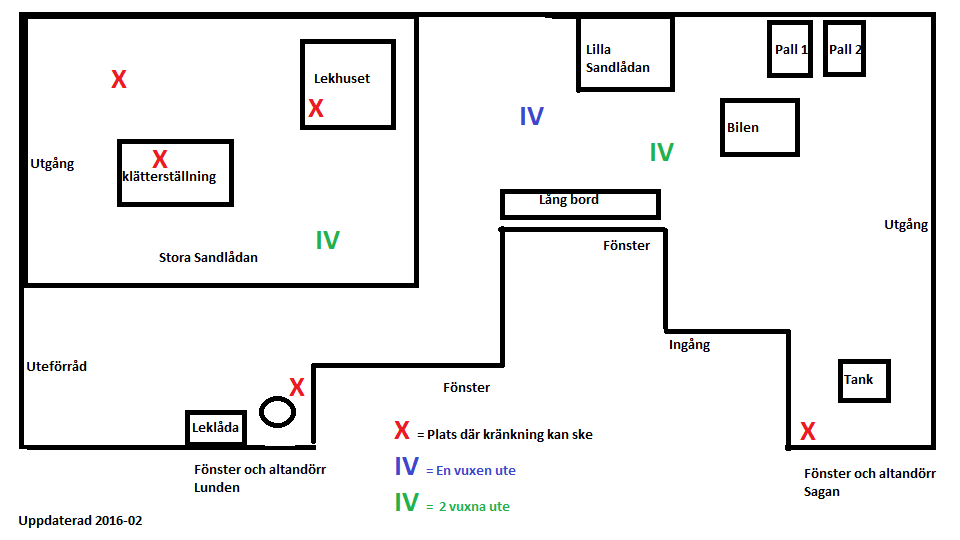 Lekhuset
Lilla
Sandlådan
Pall 1
Pall 2
X
X
IV
Bilen
IV
X
Utgång
klätterställning
Lång bord
Utgång
IV
Fönster
Stora Sandlådan
Ingång
Uteförråd
Tank
X
Fönster
Leklåda
X = Plats där kränkning kan ske
X
IV = En vuxen ute
Fönster och altandörr
Lunden
Fönster och altandörr
Sagan
IV = 2 vuxna ute
Uppdaterad 2016-02